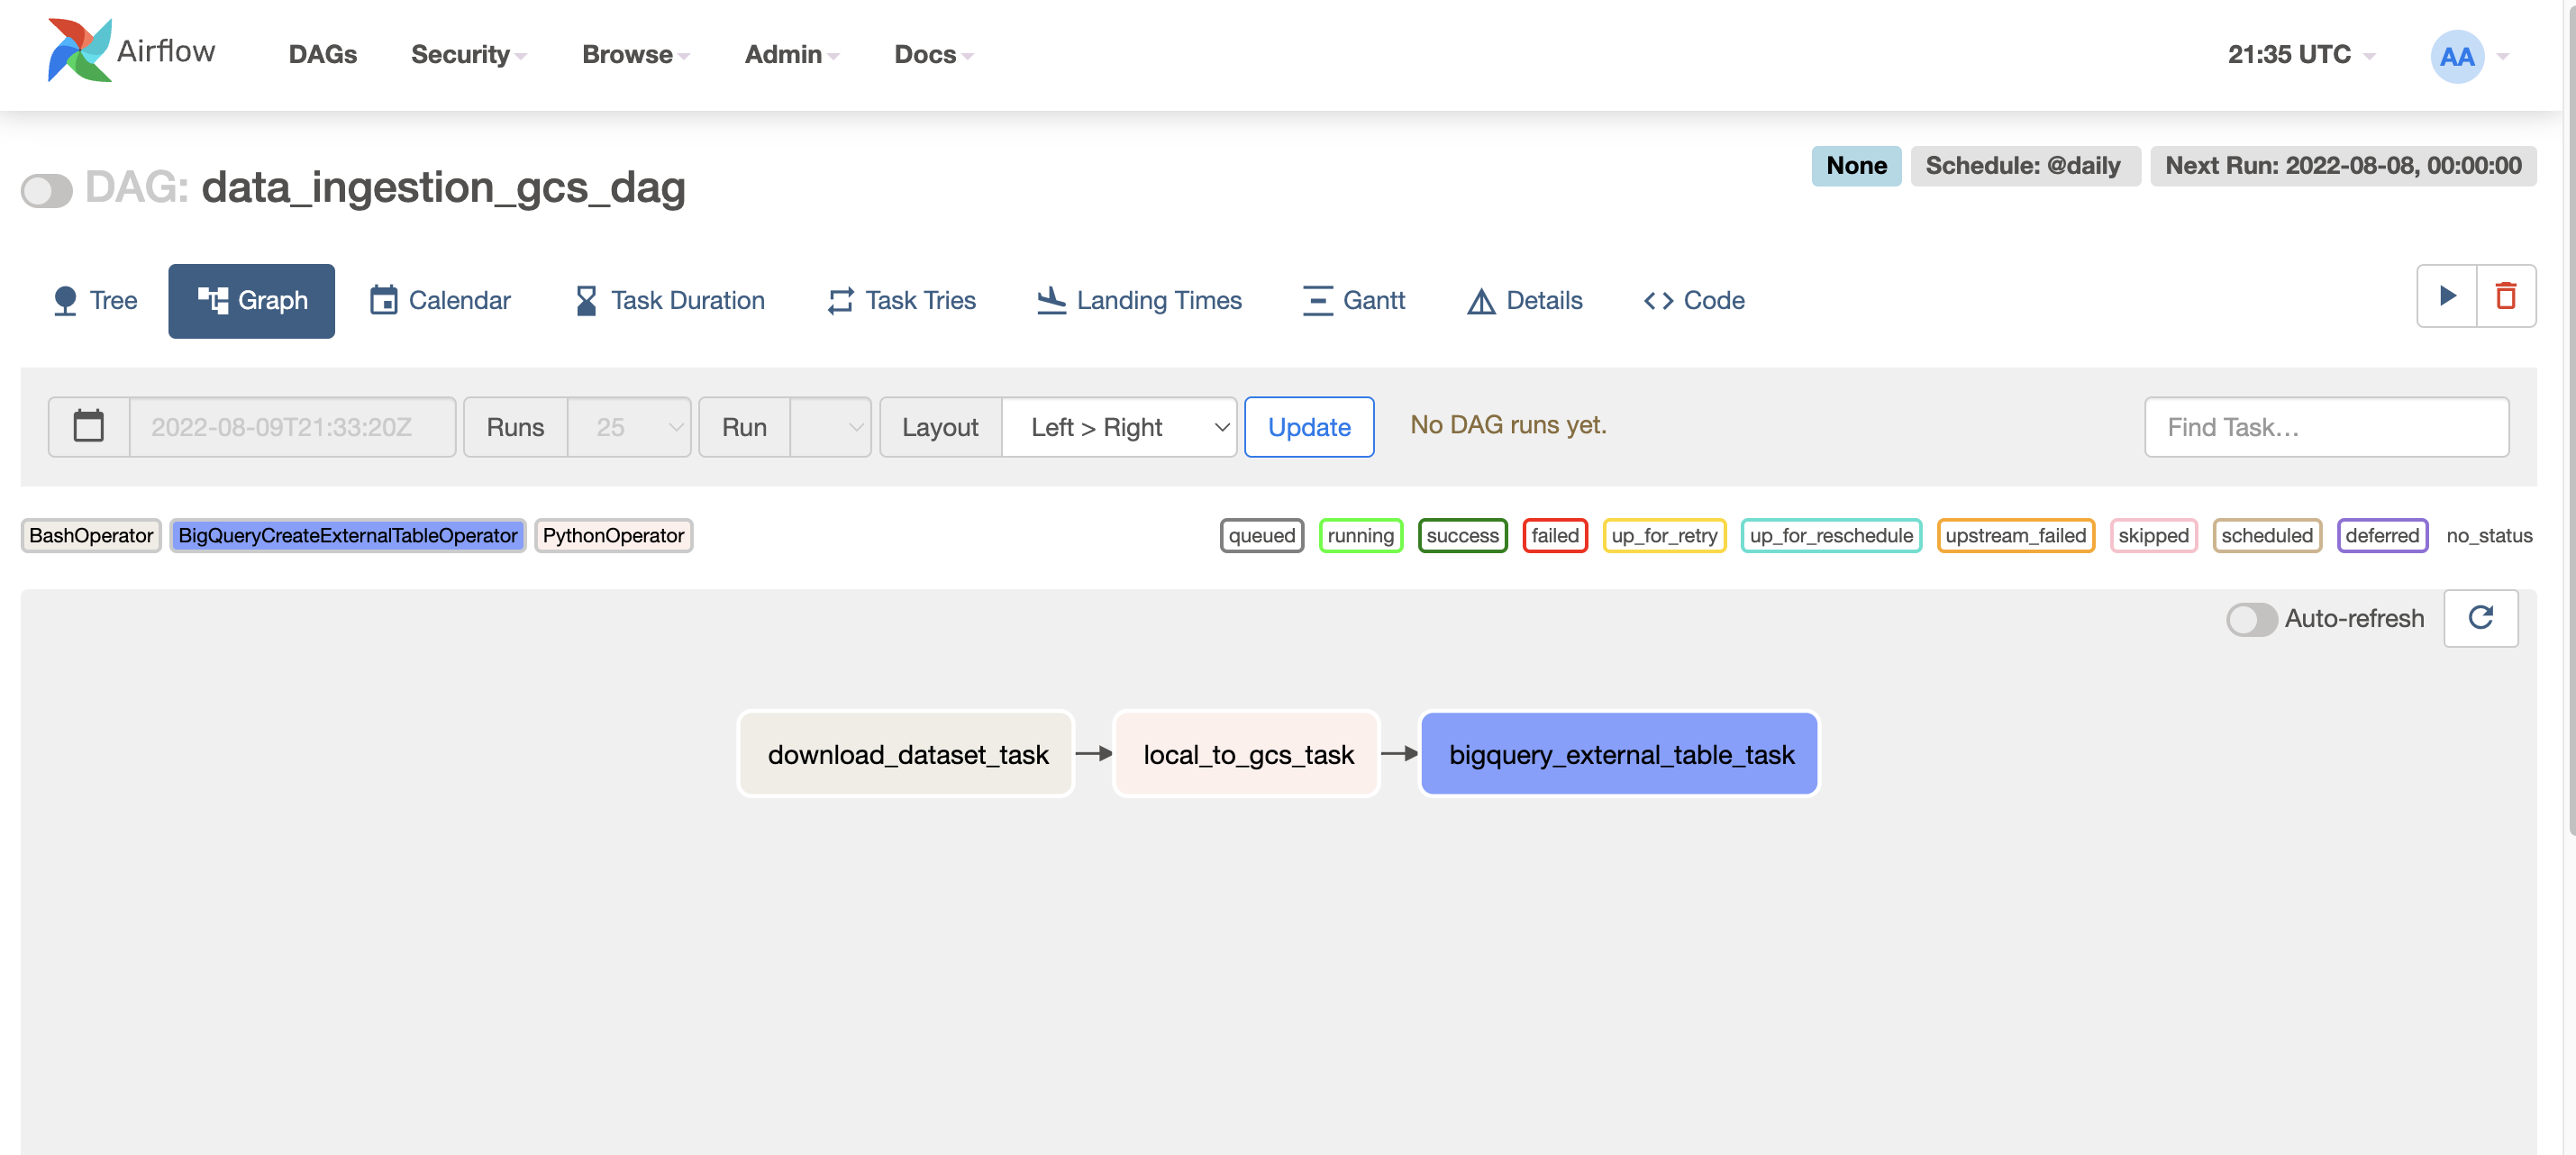 Airflow DAGs Security Browse Admin Docs 21:35 UTC AA
None Schedule: @daily Next Run: 2022-08-08, 00:00:00
DAG: data_ingestion_gcs_dag
Tree Graph Calendar Task Duration Task Tries Landing Times Gantt Details Code
2022-08-09T21:33:20Z Runs 25 Run Layout Left > Right Update No DAG runs yet. Find Task...
BashOperator BigQueryCreateExternalTableOperator PythonOperator queued running success failed up_for_retry up_for_reschedule upstream_failed skipped scheduled deferred no_status
Auto-refresh
download_dataset_task local_to_gcs_task bigquery_external_table_task